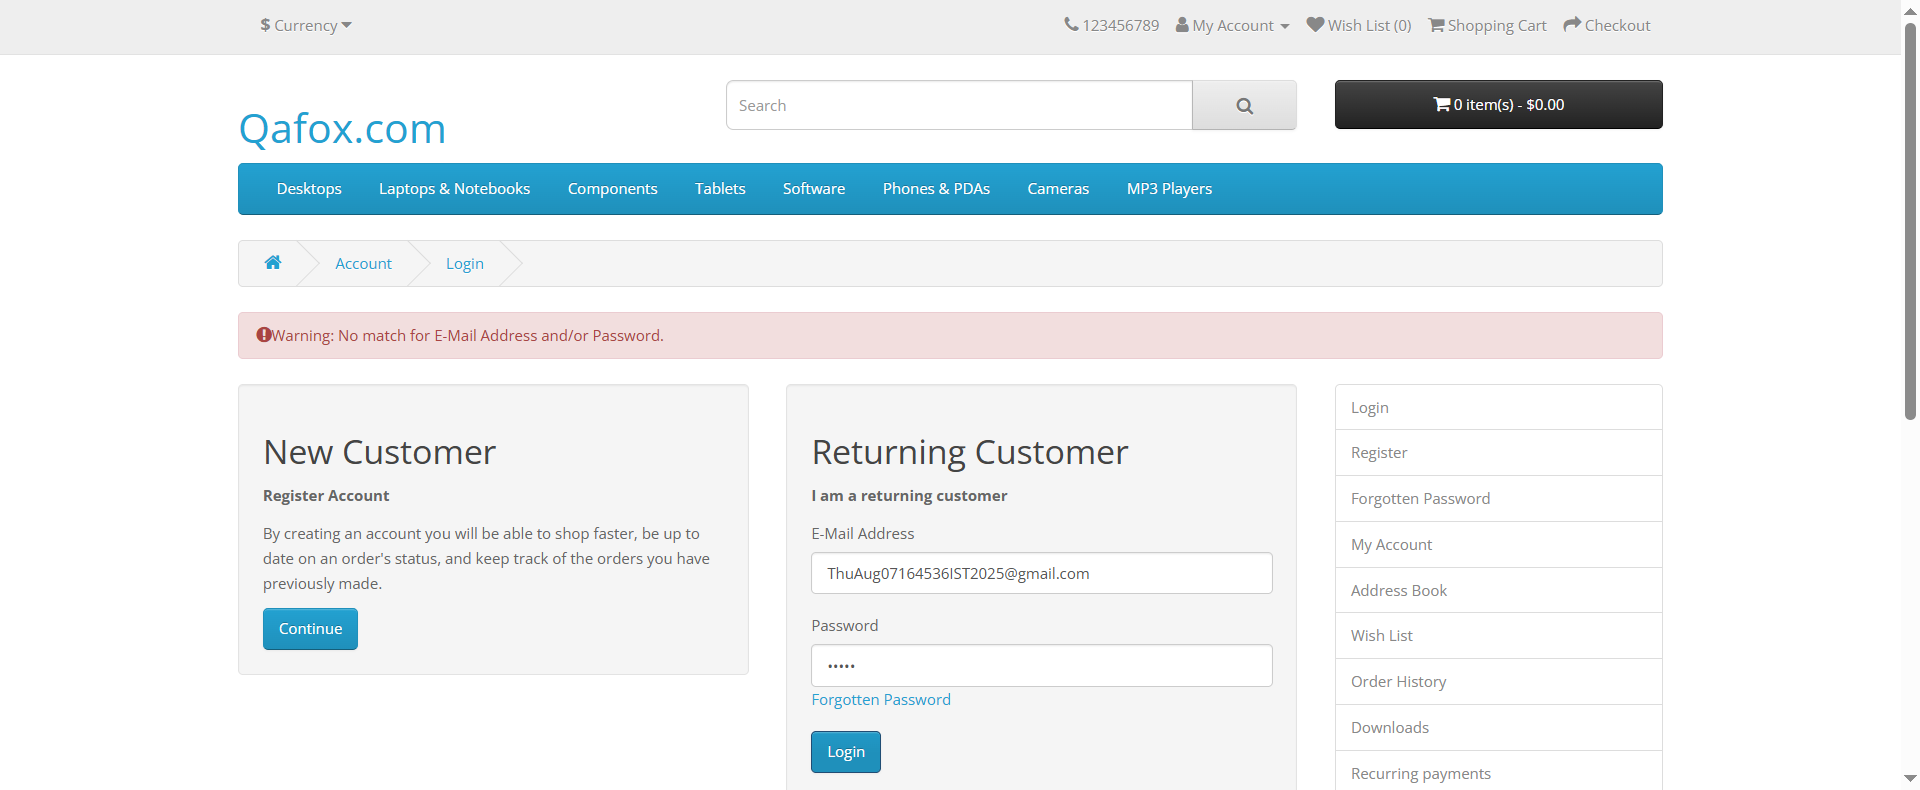 $ Currency
123456789 My Account Wish List (0) Shopping Cart Checkout
Qafox.com
Search
0 item(s) - $0.00
Desktops Laptops & Notebooks Components Tablets Software Phones & PDAs Cameras MP3 Players
Account Login
Warning: No match for E-Mail Address and/or Password.
New Customer
Register Account
By creating an account you will be able to shop faster, be up to
date on an order's status, and keep track of the orders you have
previously made.
Continue
Returning Customer
I am a returning customer
E-Mail Address
ThuAug07164536IST2025@gmail.com
Password
•••••
Forgotten Password
Login
Login
Register
Forgotten Password
My Account
Address Book
Wish List
Order History
Downloads
Recurring payments